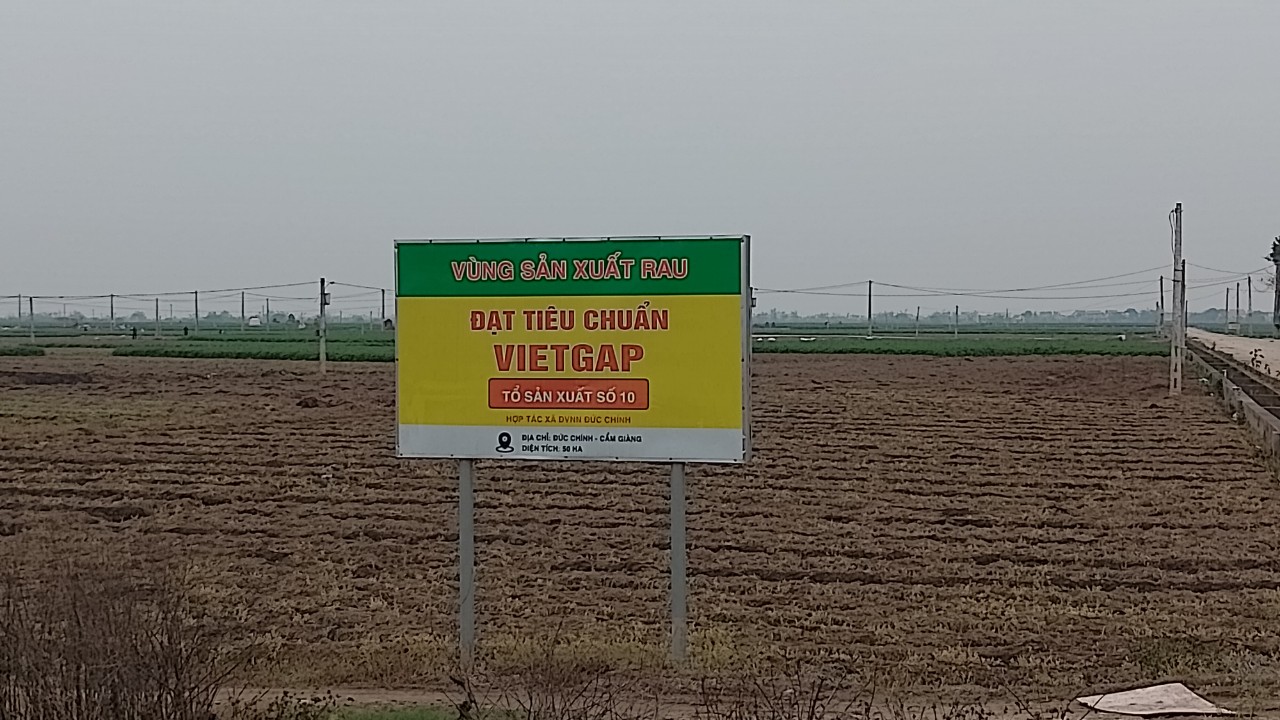 VÙNG SẢN XUẤT RAU
ĐẠT TIÊU CHUẨN
VIETGAP
TỔ SẢN XUẤT SỐ 10
HỢP TÁC XÃ DVNN ĐỨC CHÍNH
ĐỊA CHỈ: ĐỨC CHÍNH - CẨM GIÀNG
DIỆN TÍCH: 50 HA